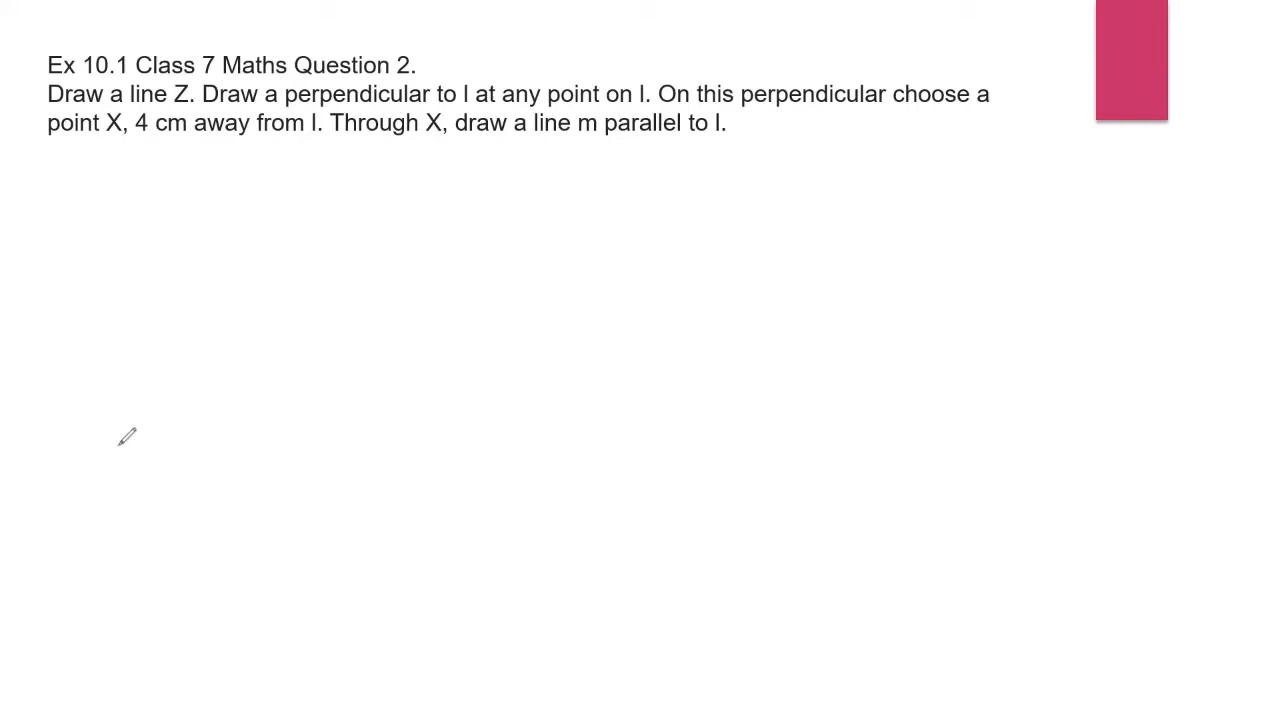 Ex 10.1 Class 7 Maths Question 2.
Draw a line Z. Draw a perpendicular to l at any point on l. On this perpendicular choose a
point X, 4 cm away from l. Through X, draw a line m parallel to l.